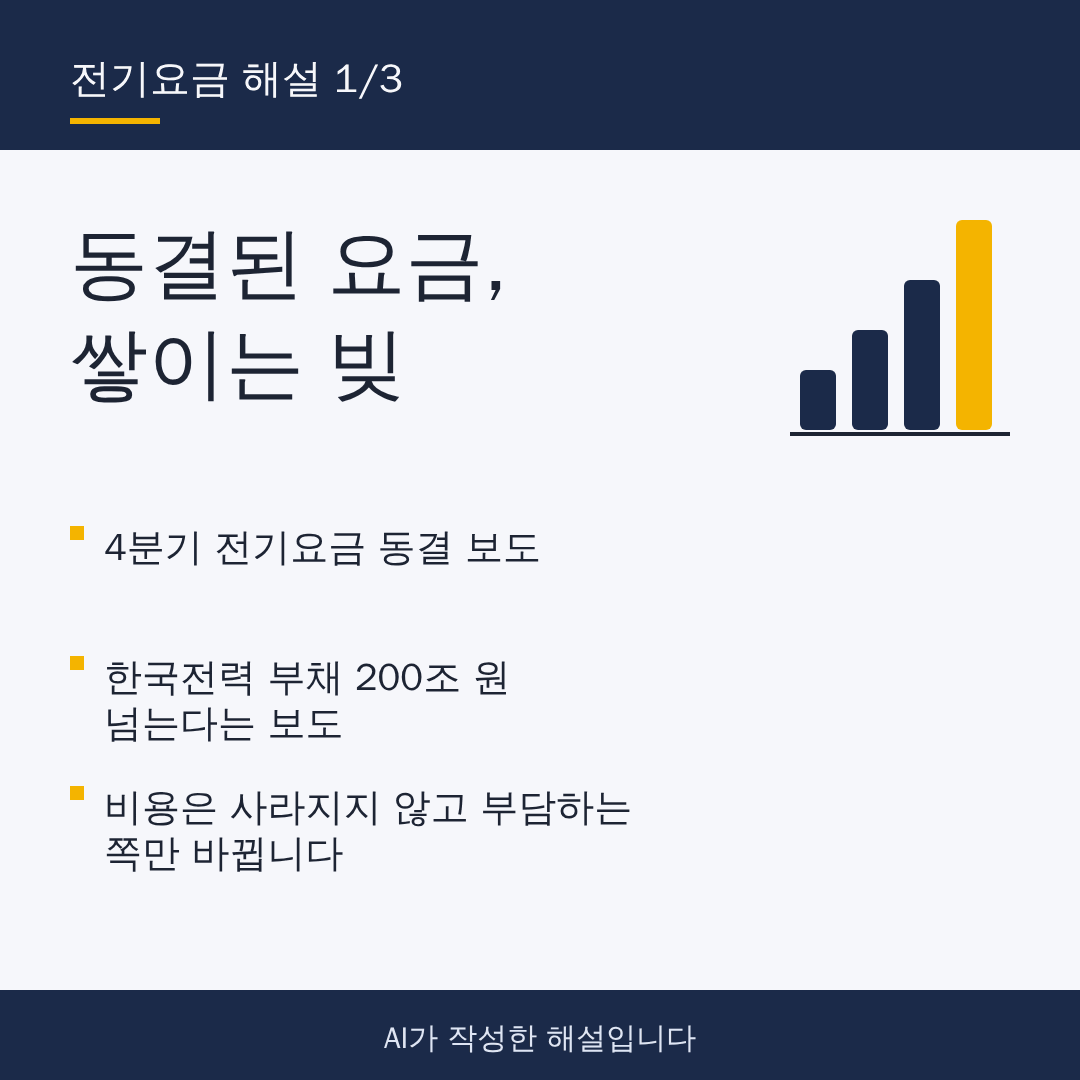 전기요금 해설 1/3
동결된 요금,
쌓이는 빚
4분기 전기요금 동결 보도
한국전력 부채 200조 원
넘는다는 보도
비용은 사라지지 않고 부담하는
쪽만 바뀝니다
AI가 작성한 해설입니다